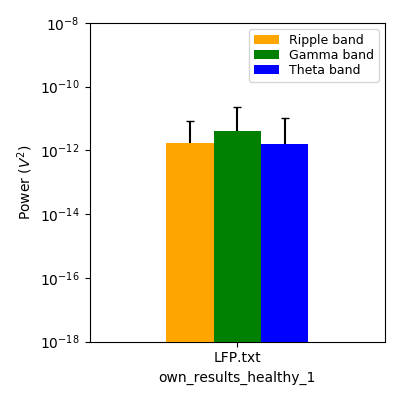 10⁻⁸
10⁻¹⁰
10⁻¹²
10⁻¹⁴
10⁻¹⁶
10⁻¹⁸
Power (V²)
Ripple band
Gamma band
Theta band
LFP.txt
own_results_healthy_1